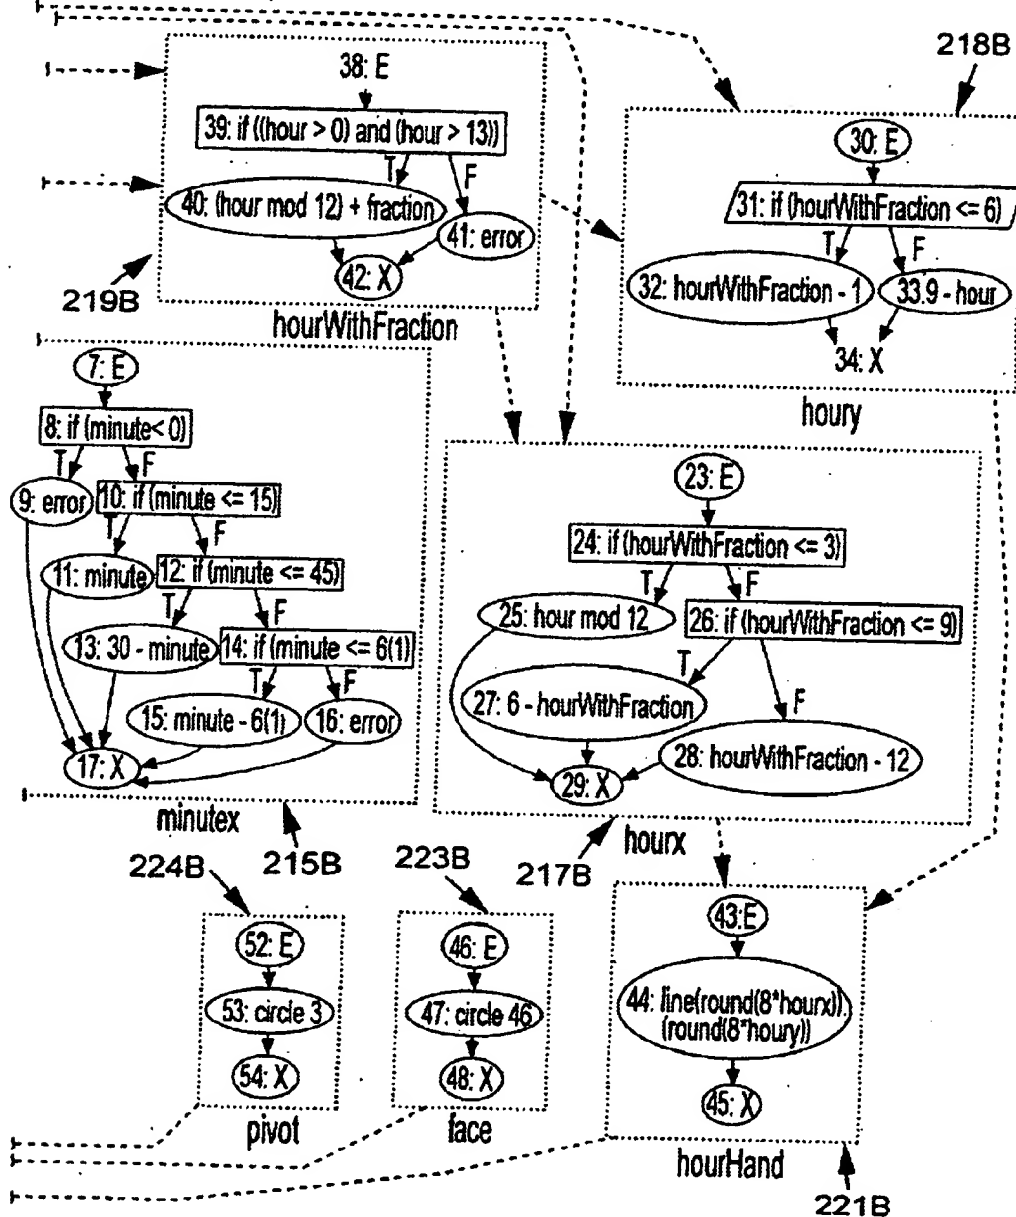 218B
38: E
39: if ((hour > 0) and (hour > 13))
T
F
40: (hour mod 12) + fraction
41: error
42: X
219B
hourWithFraction
30: E
31: if (hourWithFraction <= 6)
T
F
32: hourWithFraction - 1
33.9 - hour
34: X
houry
7: E
8: if (minute< 0)
T
F
9: error
10: if (minute <= 15)
T
F
11: minute
12: if (minute <= 45)
T
F
13: 30 - minute
14: if (minute <= 6(1)
T
F
15: minute - 6(1)
16: error
17: X
minutex
215B
23: E
24: if (hourWithFraction <= 3)
T
F
25: hour mod 12
26: if (hourWithFraction <= 9)
T
F
27: 6 - hourWithFraction
28: hourWithFraction - 12
29: X
hourx
217B
224B
52: E
53: circle 3
54: X
pivot
223B
46: E
47: circle 46
48: X
face
43:E
44: line(round(8*hourx)).
(round(8*houry))
45: X
hourHand
221B